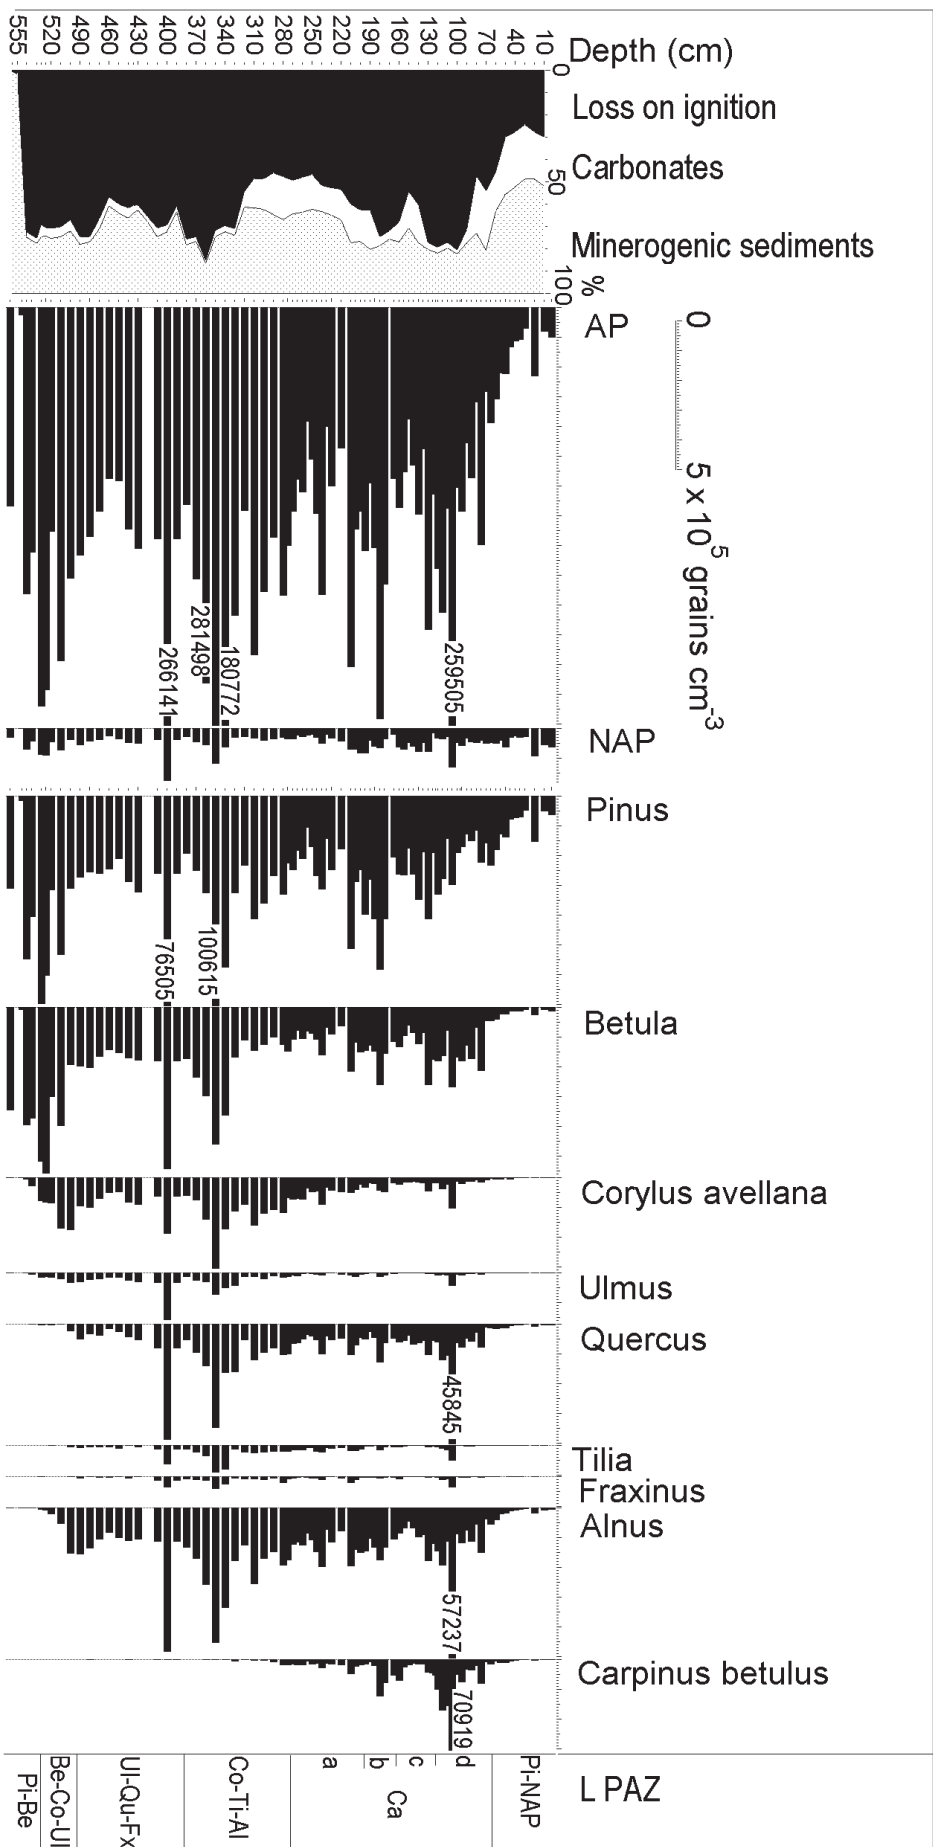 Depth (cm)
10
40
70
100
130
160
190
220
250
280
310
340
370
400
430
460
490
520
555
Loss on ignition
Carbonates
Minerogenic sediments
0
50
100
%
AP
0
5 x 10⁵ grains cm⁻³
259505
180772
281498
266141
NAP
Pinus
100615
76505
Betula
Corylus avellana
Ulmus
Quercus
45845
Tilia
Fraxinus
Alnus
57237
Carpinus betulus
70919
L PAZ
Pi-NAP
Ca
d
c
b
a
Co-Ti-Al
Ul-Qu-Fx
Be-Co-Ul
Pi-Be